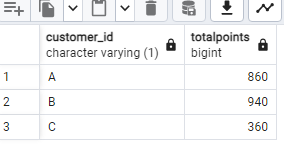 customer_id totalpoints
character varying (1) bigint
1 A 860
2 B 940
3 C 360